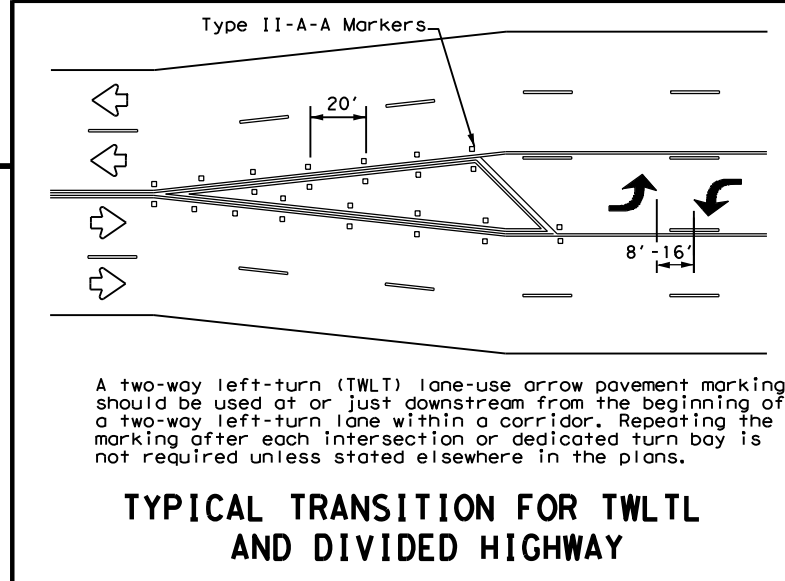 Type II-A-A Markers
20'
8' -16'
A two-way left-turn (TWLT) lane-use arrow pavement marking
should be used at or just downstream from the beginning of
a two-way left-turn lane within a corridor. Repeating the
marking after each intersection or dedicated turn bay is
not required unless stated elsewhere in the plans.
TYPICAL TRANSITION FOR TWLTL
AND DIVIDED HIGHWAY